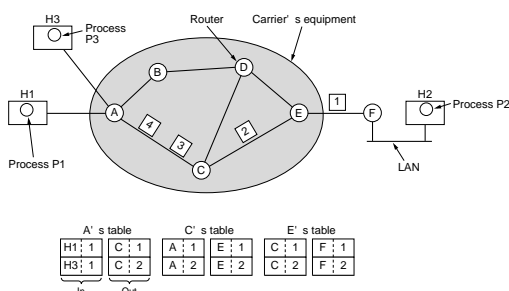 H3
Process
P3
Router
Carrier' s equipment
B
D
H1
A
E
1
F
H2
Process P2
4
3
2
Process P1
C
LAN
A' s table
C' s table
E' s table
H1 1 C 1 A 1 E 1 C 1 F 1
H3 1 C 2 A 2 E 2 C 2 F 2
In Out